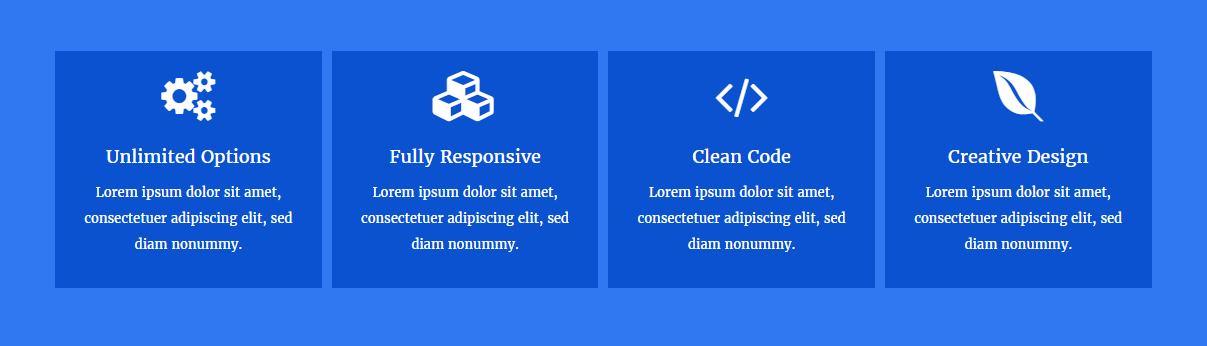 Unlimited Options
Lorem ipsum dolor sit amet,
consectetuer adipiscing elit, sed
diam nonummy.
Fully Responsive
Lorem ipsum dolor sit amet,
consectetuer adipiscing elit, sed
diam nonummy.
Clean Code
Lorem ipsum dolor sit amet,
consectetuer adipiscing elit, sed
diam nonummy.
Creative Design
Lorem ipsum dolor sit amet,
consectetuer adipiscing elit, sed
diam nonummy.